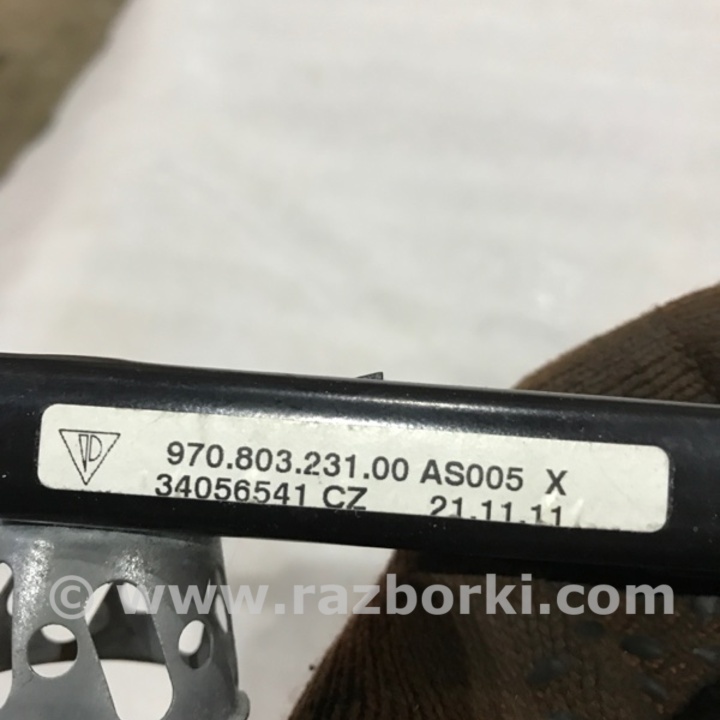 970.803.231.00 AS005 X
34056541 CZ 21.11.11
© www.razborki.com